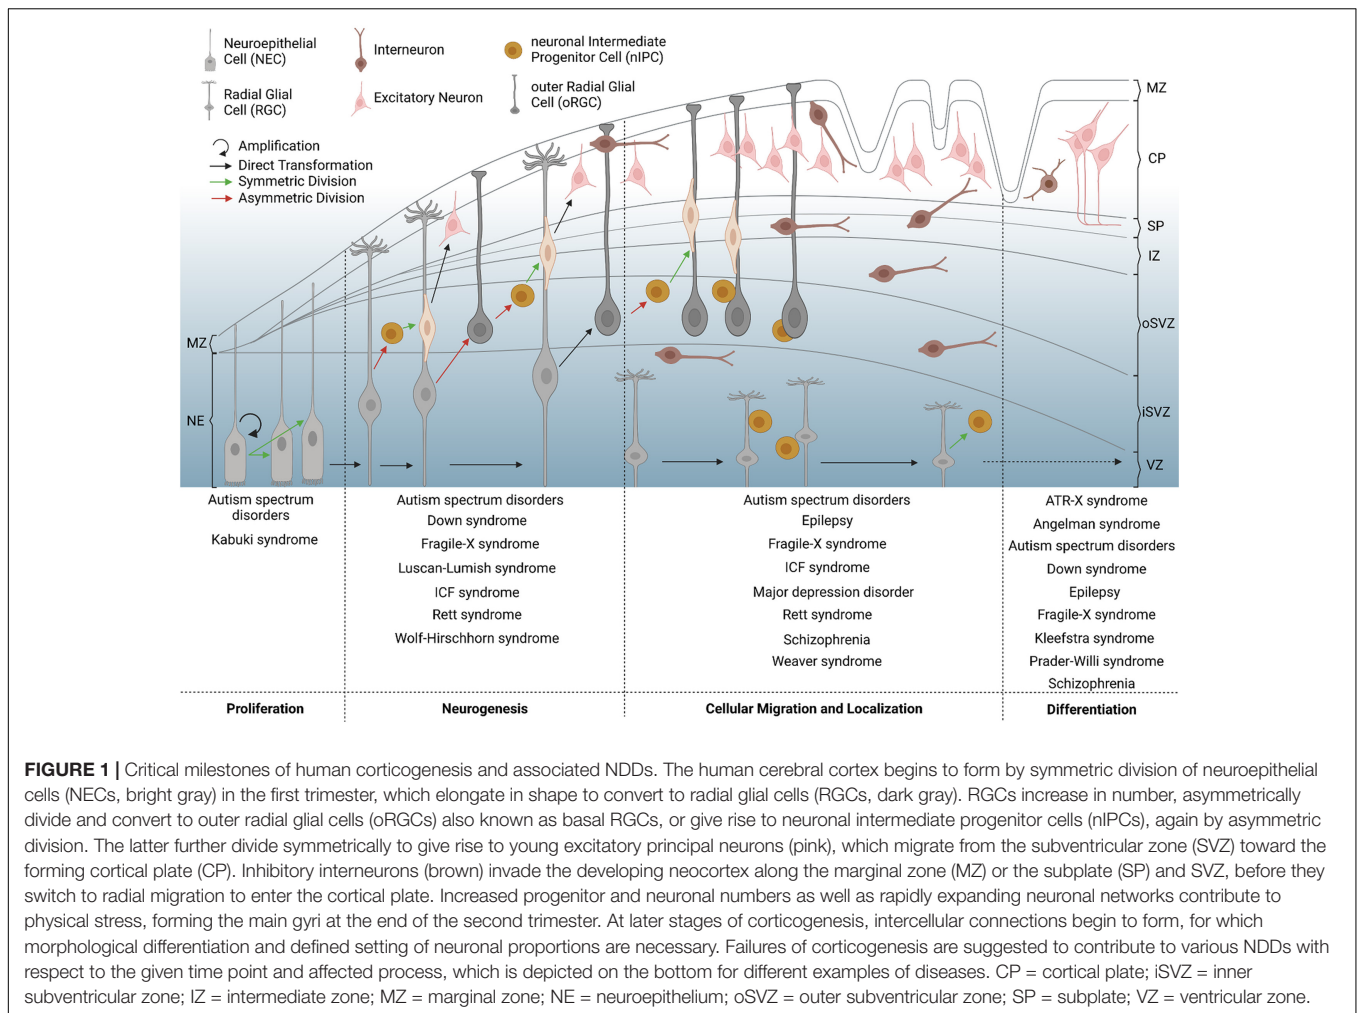 Neuroepithelial
Cell (NEC)
Interneuron
neuronal Intermediate
Progenitor Cell (nIPC)
Radial Glial
Cell (RGC)
Excitatory Neuron
outer Radial Glial
Cell (oRGC)
Amplification
Direct Transformation
Symmetric Division
Asymmetric Division
MZ
NE
MZ
CP
SP
IZ
oSVZ
iSVZ
VZ
Autism spectrum
disorders
Kabuki syndrome
Autism spectrum disorders
Down syndrome
Fragile-X syndrome
Luscan-Lumish syndrome
ICF syndrome
Rett syndrome
Wolf-Hirschhorn syndrome
Autism spectrum disorders
Epilepsy
Fragile-X syndrome
ICF syndrome
Major depression disorder
Rett syndrome
Schizophrenia
Weaver syndrome
ATR-X syndrome
Angelman syndrome
Autism spectrum disorders
Down syndrome
Epilepsy
Fragile-X syndrome
Kleefstra syndrome
Prader-Willi syndrome
Schizophrenia
Proliferation
Neurogenesis
Cellular Migration and Localization
Differentiation
FIGURE 1 | Critical milestones of human corticogenesis and associated NDDs. The human cerebral cortex begins to form by symmetric division of neuroepithelial
cells (NECs, bright gray) in the first trimester, which elongate in shape to convert to radial glial cells (RGCs, dark gray). RGCs increase in number, asymmetrically
divide and convert to outer radial glial cells (oRGCs) also known as basal RGCs, or give rise to neuronal intermediate progenitor cells (nIPCs), again by asymmetric
division. The latter further divide symmetrically to give rise to young excitatory principal neurons (pink), which migrate from the subventricular zone (SVZ) toward the
forming cortical plate (CP). Inhibitory interneurons (brown) invade the developing neocortex along the marginal zone (MZ) or the subplate (SP) and SVZ, before they
switch to radial migration to enter the cortical plate. Increased progenitor and neuronal numbers as well as rapidly expanding neuronal networks contribute to
physical stress, forming the main gyri at the end of the second trimester. At later stages of corticogenesis, intercellular connections begin to form, for which
morphological differentiation and defined setting of neuronal proportions are necessary. Failures of corticogenesis are suggested to contribute to various NDDs with
respect to the given time point and affected process, which is depicted on the bottom for different examples of diseases. CP = cortical plate; iSVZ = inner
subventricular zone; IZ = intermediate zone; MZ = marginal zone; NE = neuroepithelium; oSVZ = outer subventricular zone; SP = subplate; VZ = ventricular zone.